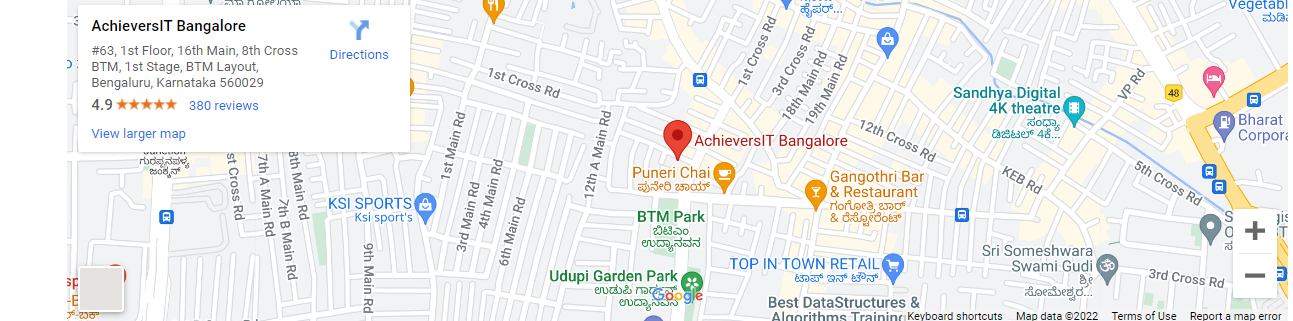 AchieversIT Bangalore
#63, 1st Floor, 16th Main, 8th Cross
BTM, 1st Stage, BTM Layout,
Bengaluru, Karnataka 560029
4.9
380 reviews
Directions
View larger map
ಗುರಪ್ಪನಪಳ್ಯ
ಜಂಕ್ಷನ್
1st Cross Rd
7th A Main Rd
7th B Main Rd
8th Main Rd
9th Main Rd
KSI SPORTS
Ksi sport's
1st Main Rd
3rd Main Rd
4th Main Rd
6th Main Rd
1st Cross Rd
12th A Main Rd
AchieversIT Bangalore
Puneri Chai
ಪುನೇರಿ ಚಾಯ್
BTM Park
ಬಿಟಿಎಂ
ಉದ್ಯಾನವನ
Udupi Garden Park
ಉಡುಪಿ ಗಾರ್ಡನ್
ಉದ್ಯಾನವನ
Google
1st Cross Rd
3rd Cross Rd
18th Main Rd
19th Main Rd
12th Cross Rd
Gangothri Bar
& Restaurant
ಗಂಗೋತ್ರಿ ಬಾರ್
& ರೆಸ್ಟೋರೆಂಟ್
TOP IN TOWN RETAIL
ಟಾಪ್ ಇನ್ ಟೌನ್
Best DataStructures &
Algorithms Training
Sandhya Digital
4K theatre
ಸಂಧ್ಯಾ
ಡಿಜಿಟಲ್ 4ಕೆ...
KEB Rd
VP Rd
48
Bharat
Corpora
5th Cross Rd
Sri Someshwara
Swami Gudi
ಶ್ರೀ
ಸೋಮೇಶ್ವರ...
3rd Cross Rd
Vegetabl
Keyboard shortcuts
Map data ©2022
Terms of Use
Report a map error